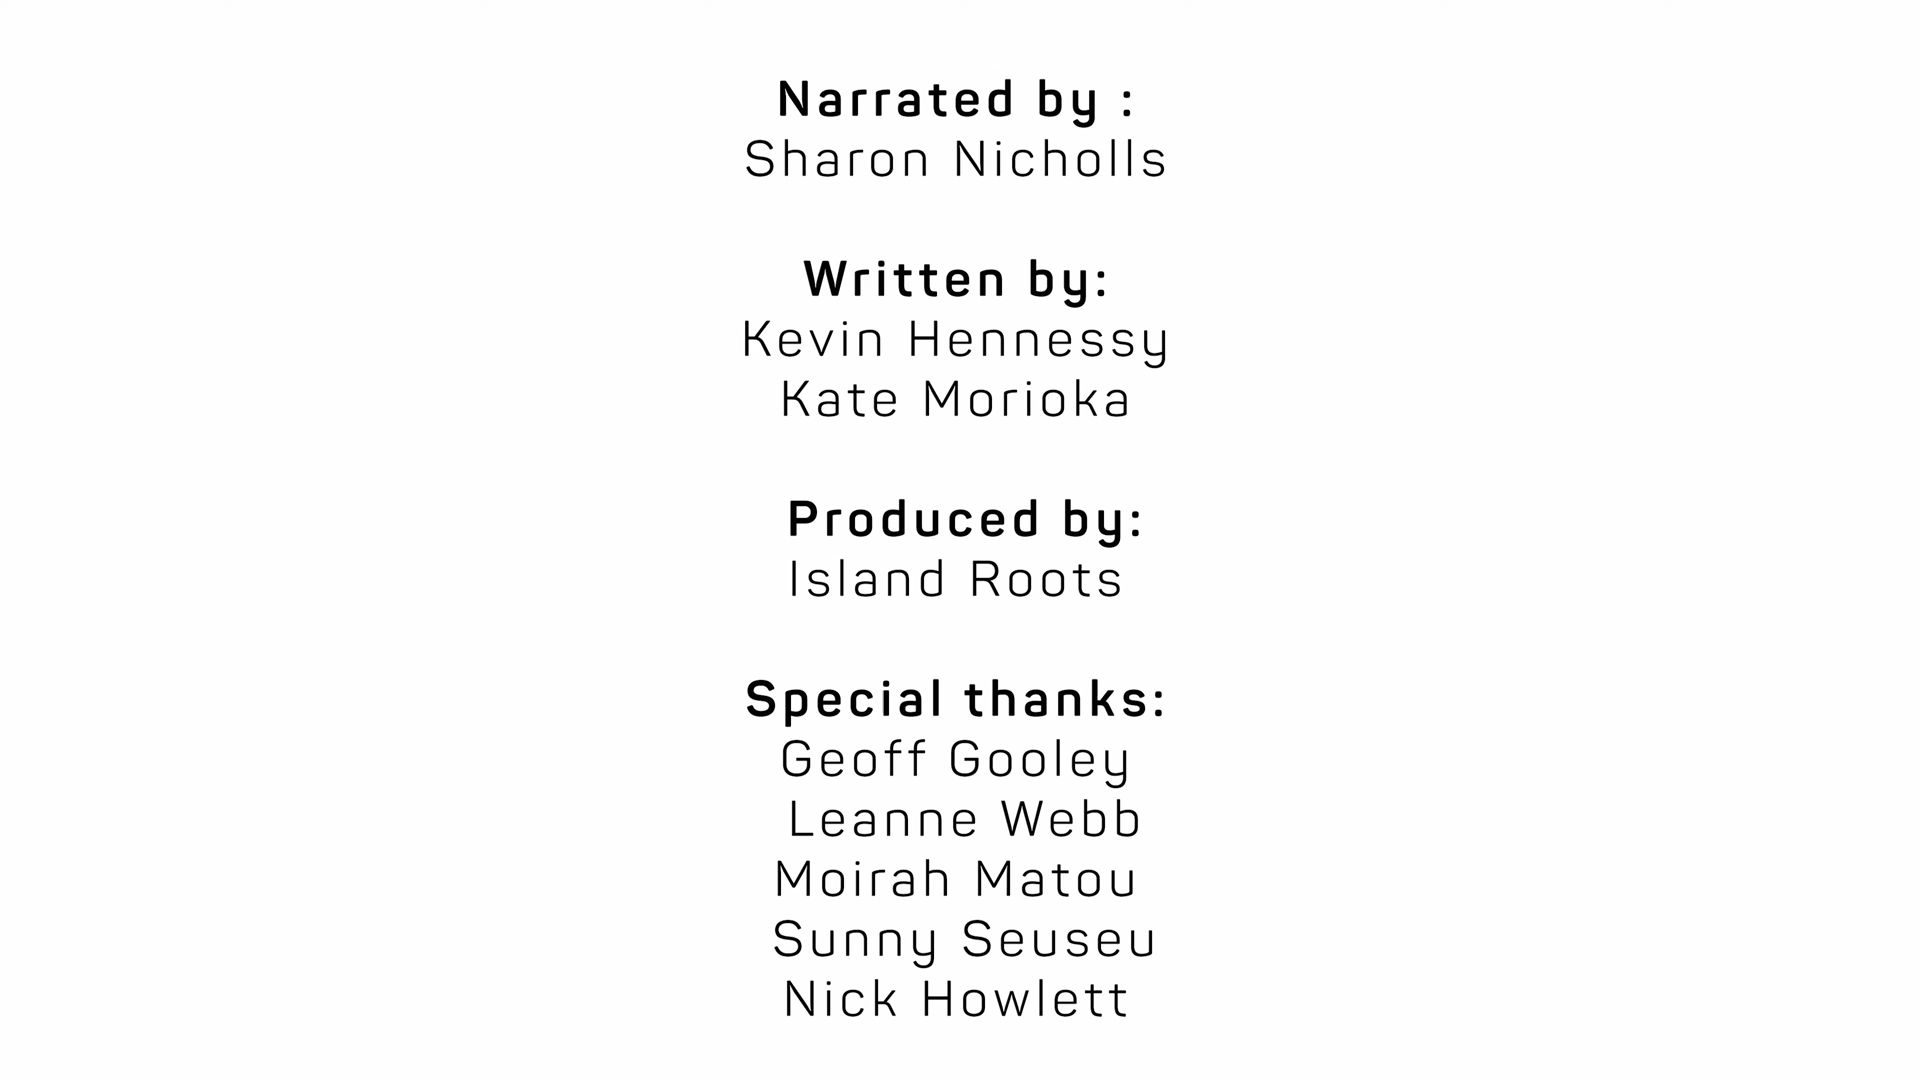 Narrated by :
Sharon Nicholls
Written by:
Kevin Hennessy
Kate Morioka
Produced by:
Island Roots
Special thanks:
Geoff Gooley
Leanne Webb
Moirah Matou
Sunny Seuseu
Nick Howlett